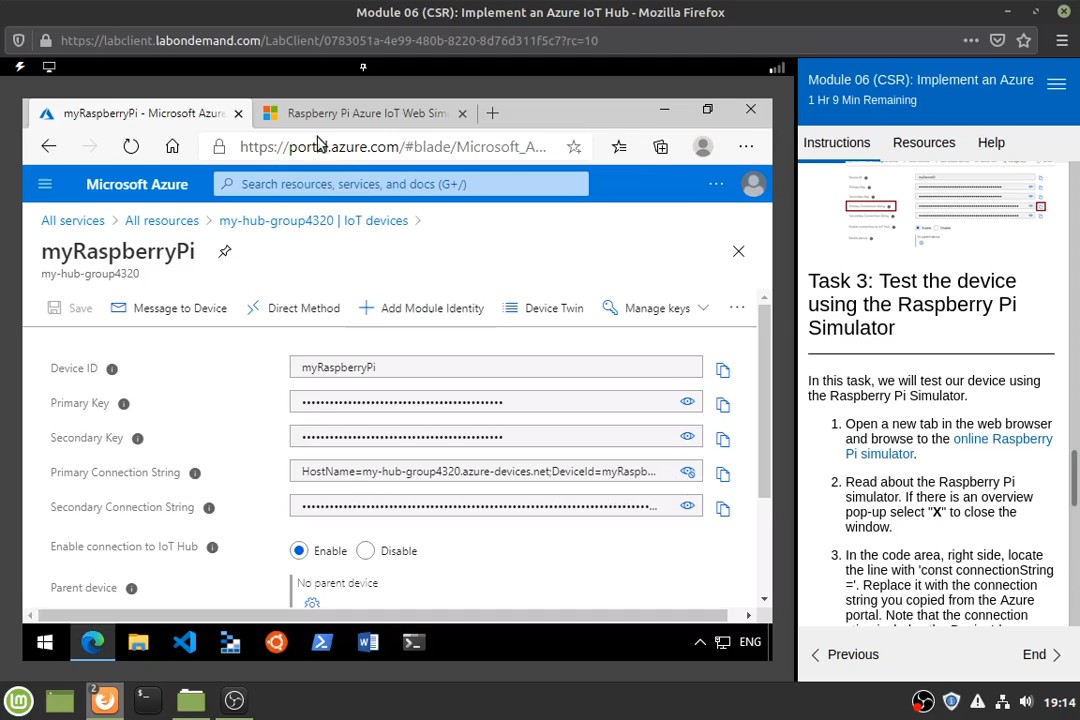 Module 06 (CSR): Implement an Azure IoT Hub - Mozilla Firefox
https://labclient.labondemand.com/LabClient/0783051a-4e99-480b-8220-8d76d311f5c7?rc=10
Module 06 (CSR): Implement an Azure
1 Hr 9 Min Remaining
Instructions
Resources
Help
myRaspberryPi - Microsoft Azure
Raspberry Pi Azure IoT Web Sim
https://portal.azure.com/#blade/Microsoft_A...
Microsoft Azure
Search resources, services, and docs (G+/)
All services
All resources
my-hub-group4320 | IoT devices
myRaspberryPi
my-hub-group4320
Save
Message to Device
Direct Method
Add Module Identity
Device Twin
Manage keys
Device ID
myRaspberryPi
Primary Key
Secondary Key
Primary Connection String
HostName=my-hub-group4320.azure-devices.net;DeviceId=myRaspb...
Secondary Connection String
Enable connection to IoT Hub
Enable
Disable
Parent device
No parent device
ENG
Task 3: Test the device
using the Raspberry Pi
Simulator
In this task, we will test our device using
the Raspberry Pi Simulator.
1. Open a new tab in the web browser
and browse to the online Raspberry
Pi simulator.
2. Read about the Raspberry Pi
simulator. If there is an overview
pop-up select "X" to close the
window.
3. In the code area, right side, locate
the line with 'const connectionString
='. Replace it with the connection
string you copied from the Azure
portal. Note that the connection
Previous
End
2
19:14